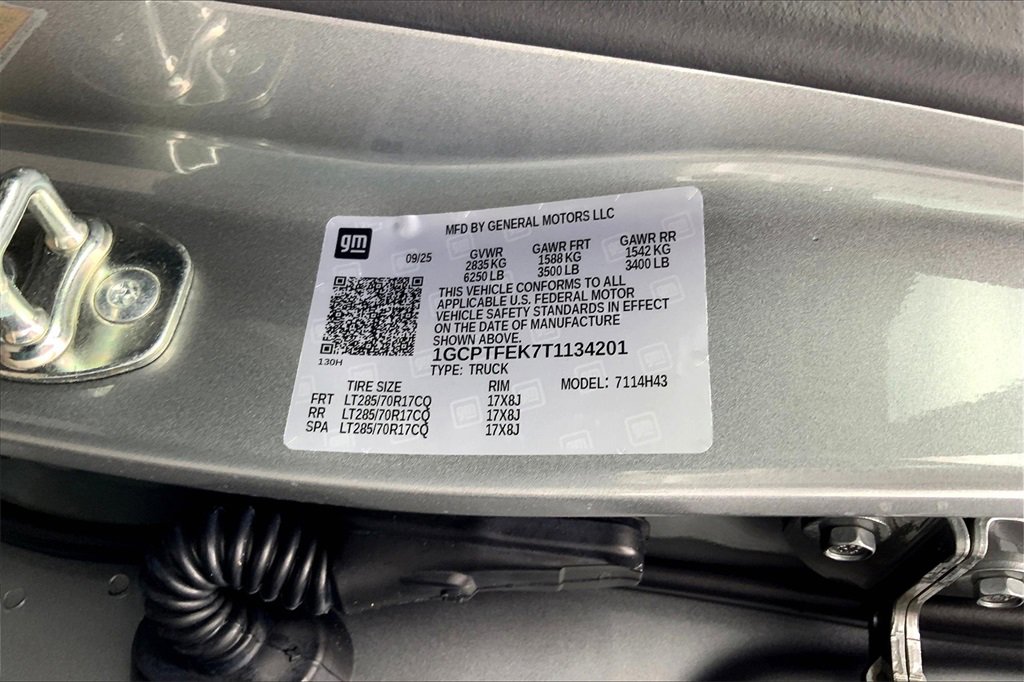 MFD BY GENERAL MOTORS LLC
gm
09/25
GVWR GAWR FRT GAWR RR
2835 KG 1588 KG 1542 KG
6250 LB 3500 LB 3400 LB
THIS VEHICLE CONFORMS TO ALL
APPLICABLE U.S. FEDERAL MOTOR
VEHICLE SAFETY STANDARDS IN EFFECT
ON THE DATE OF MANUFACTURE
SHOWN ABOVE.
130H
1GCPTFEK7T1134201
TYPE: TRUCK
TIRE SIZE RIM MODEL: 7114H43
FRT LT285/70R17CQ 17X8J
RR LT285/70R17CQ 17X8J
SPA LT285/70R17CQ 17X8J